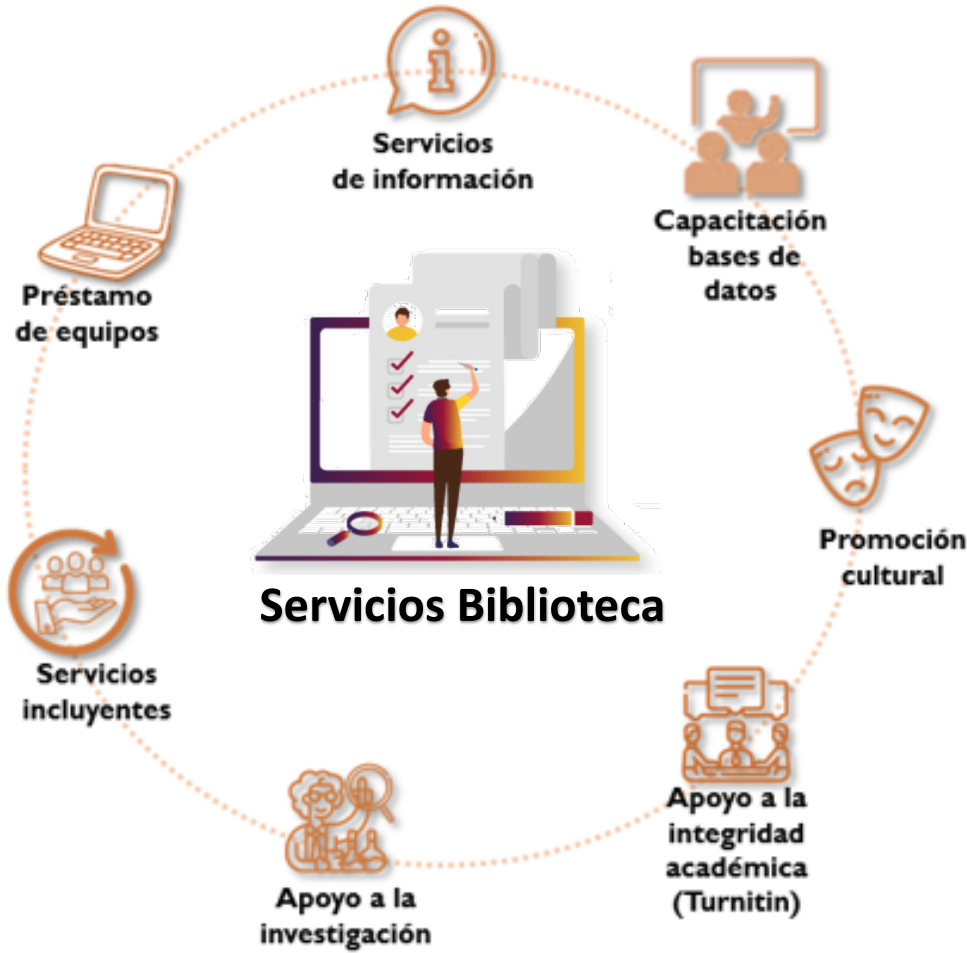 Servicios
de información
Capacitación
bases de
datos
Préstamo
de equipos
Promoción
cultural
Servicios Biblioteca
Servicios
incluyentes
Apoyo a la
integridad
académica
(Turnitin)
Apoyo a la
investigación